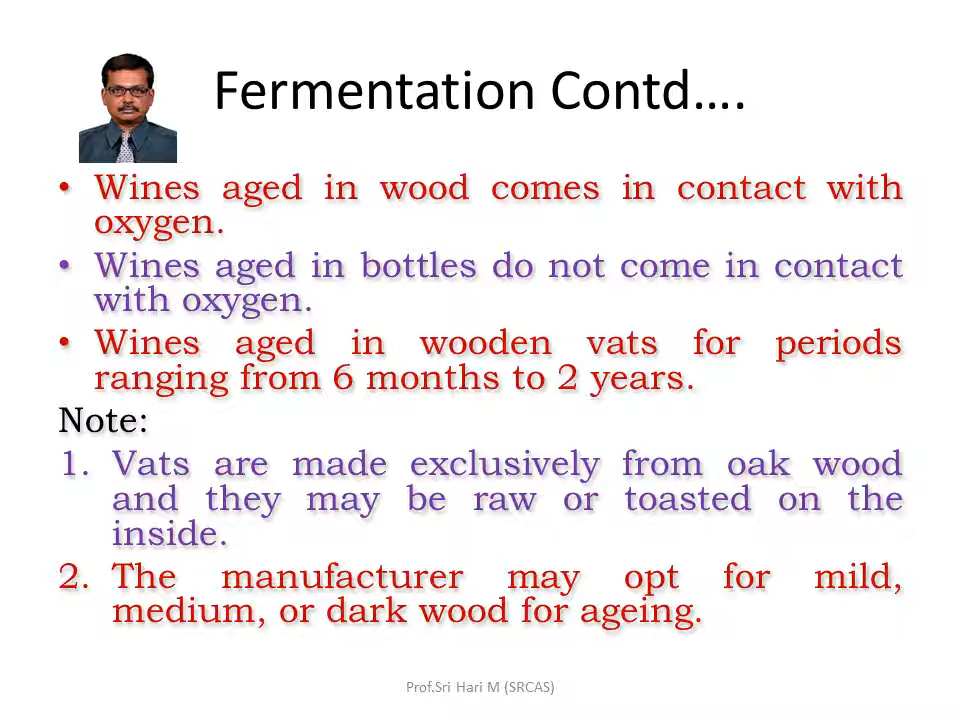 Fermentation Contd....
• Wines aged in wood comes in contact with
oxygen.
• Wines aged in bottles do not come in contact
with oxygen.
• Wines aged in wooden vats for periods
ranging from 6 months to 2 years.
Note:
1. Vats are made exclusively from oak wood
and they may be raw or toasted on the
inside.
2. The manufacturer may opt for mild,
medium, or dark wood for ageing.
Prof.Sri Hari M (SRCAS)